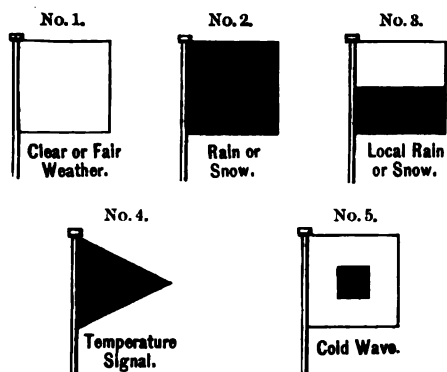 No. 1.
No. 2.
No. 3.
Clear or Fair
Weather.
Rain or
Snow.
Local Rain
or Snow.
No. 4.
No. 5.
Temperature
Signal.
Cold Wave.